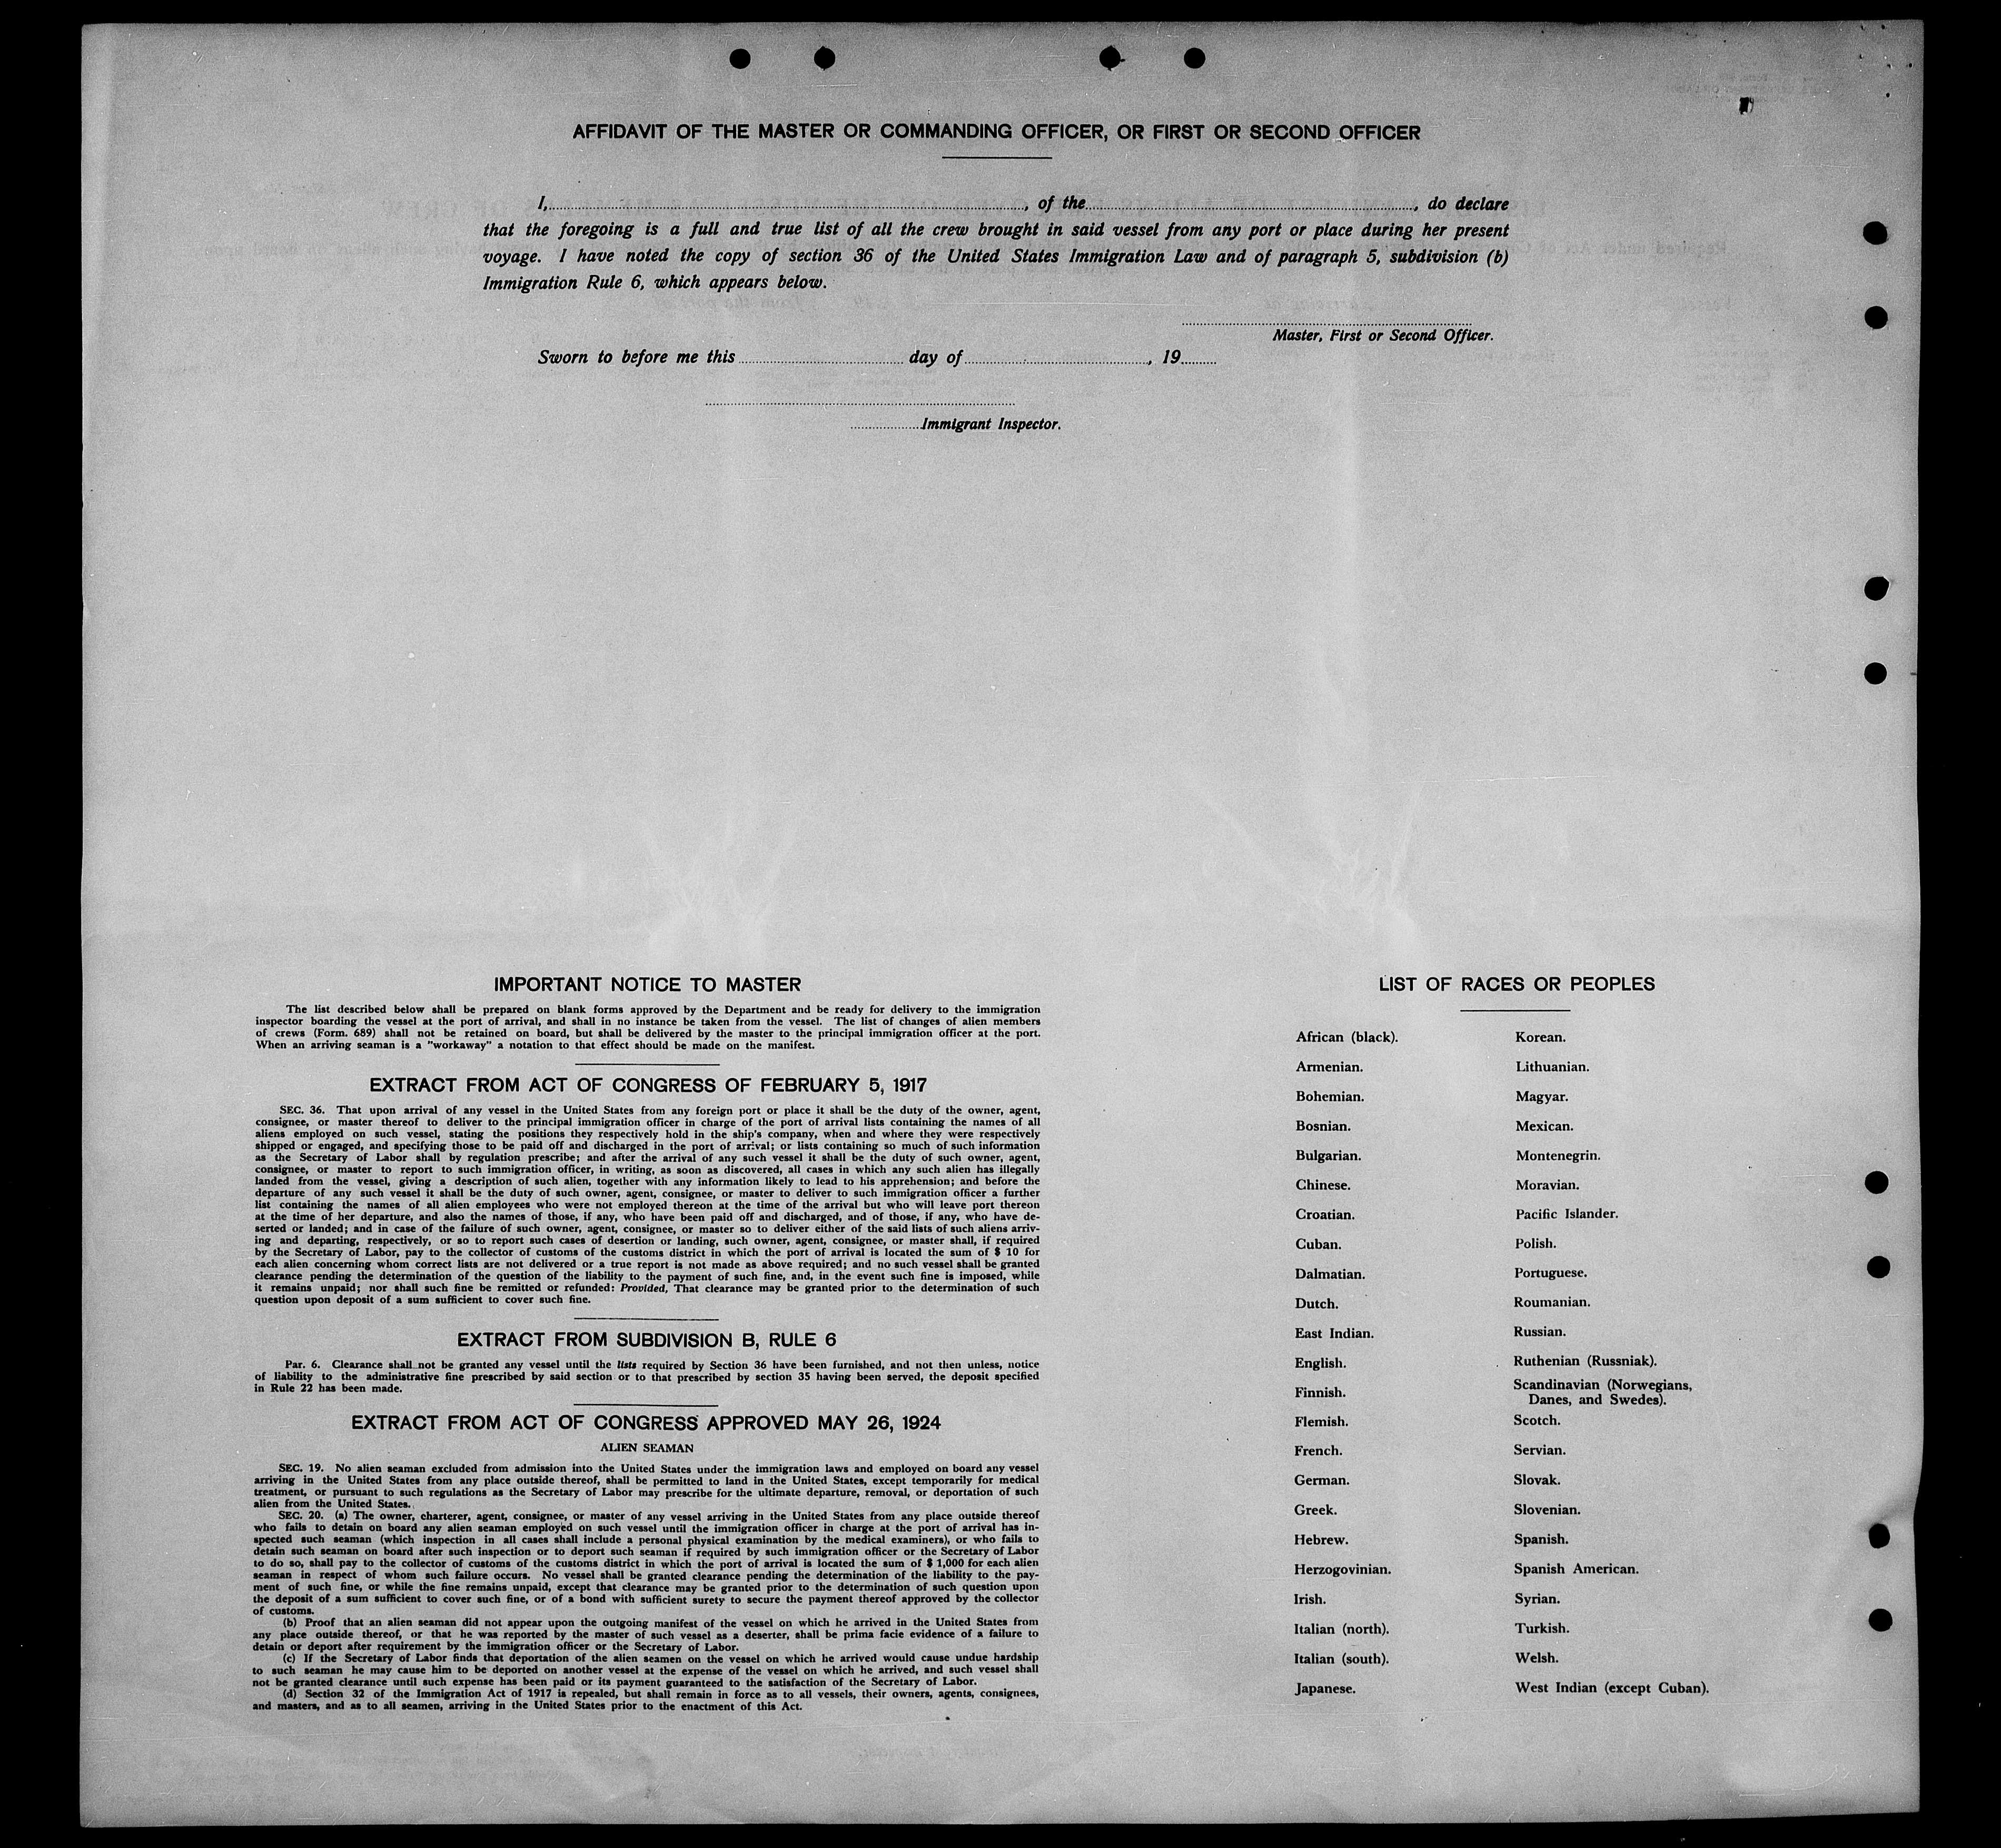 AFFIDAVIT OF THE MASTER OR COMMANDING OFFICER, OR FIRST OR SECOND OFFICER
I, , of the , do declare
that the foregoing is a full and true list of all the crew brought in said vessel from any port or place during her present
voyage. I have noted the copy of section 36 of the United States Immigration Law and of paragraph 5, subdivision (b)
Immigration Rule 6, which appears below.
Master, First or Second Officer.
Sworn to before me this day of , 19
Immigrant Inspector.
IMPORTANT NOTICE TO MASTER
The list described below shall be prepared on blank forms approved by the Department and be ready for delivery to the immigration
inspector boarding the vessel at the port of arrival, and shall in no instance be taken from the vessel. The list of changes of alien members
of crews (Form. 689) shall not be retained on board, but shall be delivered by the master to the principal immigration officer at the port.
When an arriving seaman is a "workaway" a notation to that effect should be made on the manifest.
EXTRACT FROM ACT OF CONGRESS OF FEBRUARY 5, 1917
SEC. 36. That upon arrival of any vessel in the United States from any foreign port or place it shall be the duty of the owner, agent,
consignee, or master thereof to deliver to the principal immigration officer in charge of the port of arrival lists containing the names of all
aliens employed on such vessel, stating the positions they respectively hold in the ship's company, when and where they were respectively
shipped or engaged, and specifying those to be paid off and discharged in the port of arrival; or lists containing so much of such information
as the Secretary of Labor shall by regulation prescribe; and after the arrival of any such vessel it shall be the duty of such owner, agent,
consignee, or master to report to such immigration officer, in writing, as soon as discovered, all cases in which any such alien has illegally
landed from the vessel, giving a description of such alien, together with any information likely to lead to his apprehension; and before the
departure of any such vessel it shall be the duty of such owner, agent, consignee, or master to deliver to such immigration officer a further
list containing the names of all alien employees who were not employed thereon at the time of the arrival but who will leave port thereon
at the time of her departure, and also the names of those, if any, who have been paid off and discharged, and of those, if any, who have de-
serted or landed; and in case of the failure of such owner, agent, consignee, or master so to deliver either of the said lists of such aliens arriv-
ing and departing, respectively, or so to report such cases of desertion or landing, such owner, agent, consignee, or master shall, if required
by the Secretary of Labor, pay to the collector of customs of the customs district in which the port of arrival is located the sum of $ 10 for
each alien concerning whom correct lists are not delivered or a true report is not made as above required; and no such vessel shall be granted
clearance pending the determination of the question of the liability to the payment of such fine, and, in the event such fine is imposed, while
it remains unpaid; nor shall such fine be remitted or refunded: Provided, That clearance may be granted prior to the determination of such
question upon deposit of a sum sufficient to cover such fine.
EXTRACT FROM SUBDIVISION B, RULE 6
Par. 6. Clearance shall not be granted any vessel until the lists required by Section 36 have been furnished, and not then unless, notice
of liability to the administrative fine prescribed by said section or to that prescribed by section 35 having been served, the deposit specified
in Rule 22 has been made.
EXTRACT FROM ACT OF CONGRESS APPROVED MAY 26, 1924
ALIEN SEAMAN
SEC. 19. No alien seaman excluded from admission into the United States under the immigration laws and employed on board any vessel
arriving in the United States from any place outside thereof, shall be permitted to land in the United States, except temporarily for medical
treatment, or pursuant to such regulations as the Secretary of Labor may prescribe for the ultimate departure, removal, or deportation of such
alien from the United States.
SEC. 20. (a) The owner, charterer, agent, consignee, or master of any vessel arriving in the United States from any place outside thereof
who fails to detain on board any alien seaman employed on such vessel until the immigration officer in charge at the port of arrival has in-
spected such seaman (which inspection in all cases shall include a personal physical examination by the medical examiners), or who fails to
detain such seaman on board after such inspection or to deport such seaman if required by such immigration officer or the Secretary of Labor
to do so, shall pay to the collector of customs of the customs district in which the port of arrival is located the sum of $ 1,000 for each alien
seaman in respect of whom such failure occurs. No vessel shall be granted clearance pending the determination of the liability to the pay-
ment of such fine, or while the fine remains unpaid, except that clearance may be granted prior to the determination of such question upon
the deposit of a sum sufficient to cover such fine, or of a bond with sufficient surety to secure the payment thereof approved by the collector
of customs.
(b) Proof that an alien seaman did not appear upon the outgoing manifest of the vessel on which he arrived in the United States from
any place outside thereof, or that he was reported by the master of such vessel as a deserter, shall be prima facie evidence of a failure to
detain or deport after requirement by the immigration officer or the Secretary of Labor.
(c) If the Secretary of Labor finds that deportation of the alien seamen on the vessel on which he arrived would cause undue hardship
to such seaman he may cause him to be deported on another vessel at the expense of the vessel on which he arrived, and such vessel shall
not be granted clearance until such expense has been paid or its payment guaranteed to the satisfaction of the Secretary of Labor.
(d) Section 32 of the Immigration Act of 1917 is repealed, but shall remain in force as to all vessels, their owners, agents, consignees,
and masters, and as to all seamen, arriving in the United States prior to the enactment of this Act.
LIST OF RACES OR PEOPLES
African (black).
Armenian.
Bohemian.
Bosnian.
Bulgarian.
Chinese.
Croatian.
Cuban.
Dalmatian.
Dutch.
East Indian.
English.
Finnish.
Flemish.
French.
German.
Greek.
Hebrew.
Herzogovinian.
Irish.
Italian (north).
Italian (south).
Japanese.
Korean.
Lithuanian.
Magyar.
Mexican.
Montenegrin.
Moravian.
Pacific Islander.
Polish.
Portuguese.
Roumanian.
Russian.
Ruthenian (Russniak).
Scandinavian (Norwegians,
Danes, and Swedes).
Scotch.
Servian.
Slovak.
Slovenian.
Spanish.
Spanish American.
Syrian.
Turkish.
Welsh.
West Indian (except Cuban).